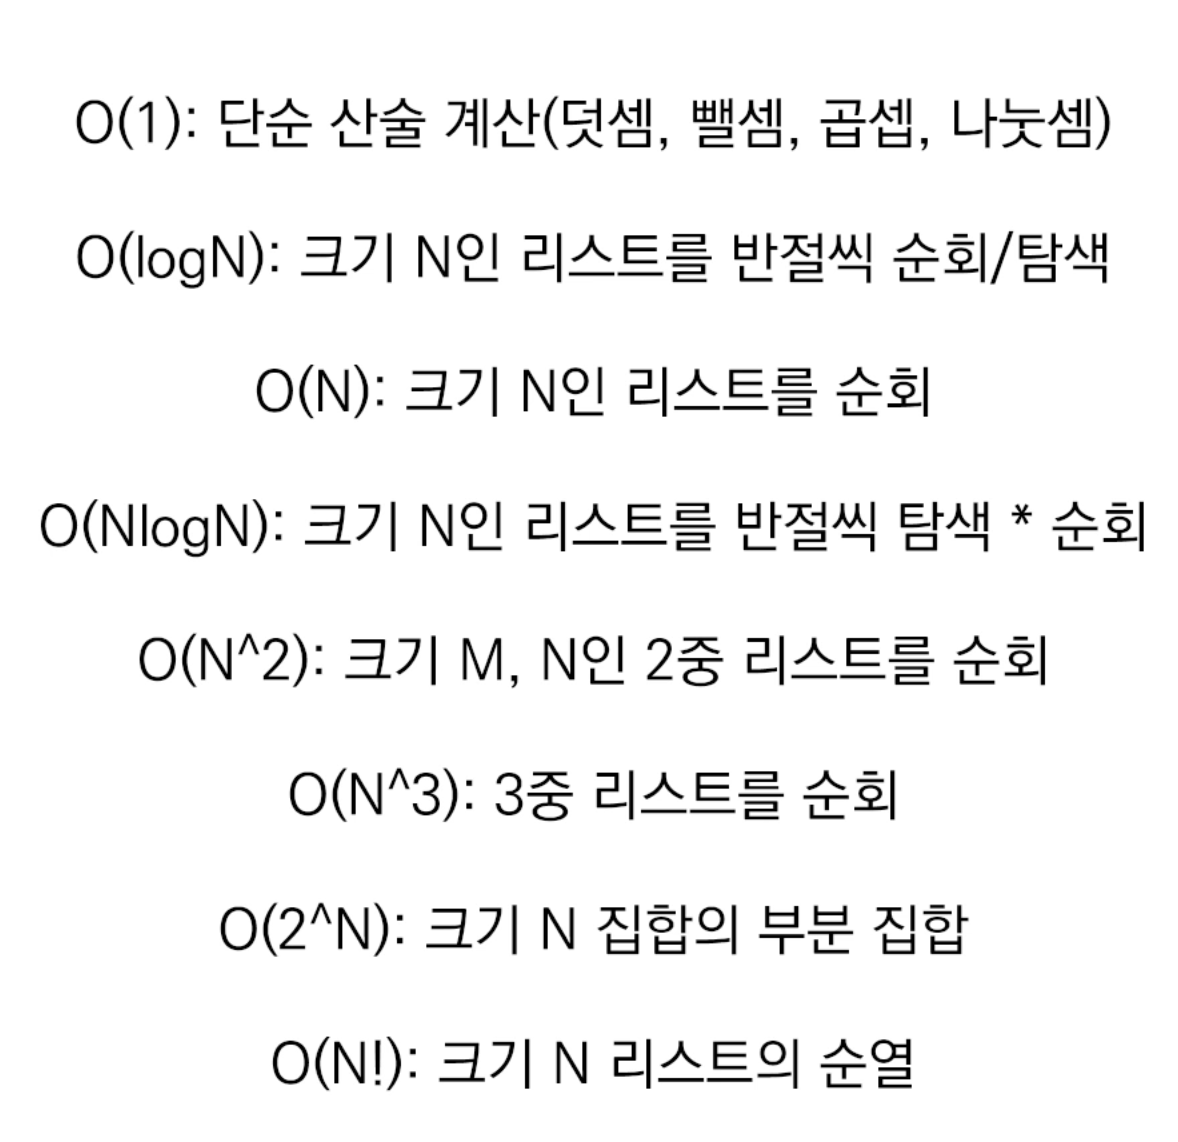 O(1): 단순 산술 계산(덧셈, 뺄셈, 곱셉, 나눗셈)
O(logN): 크기 N인 리스트를 반절씩 순회/탐색
O(N): 크기 N인 리스트를 순회
O(NlogN): 크기 N인 리스트를 반절씩 탐색 * 순회
O(N^2): 크기 M, N인 2중 리스트를 순회
O(N^3): 3중 리스트를 순회
O(2^N): 크기 N 집합의 부분 집합
O(N!): 크기 N 리스트의 순열